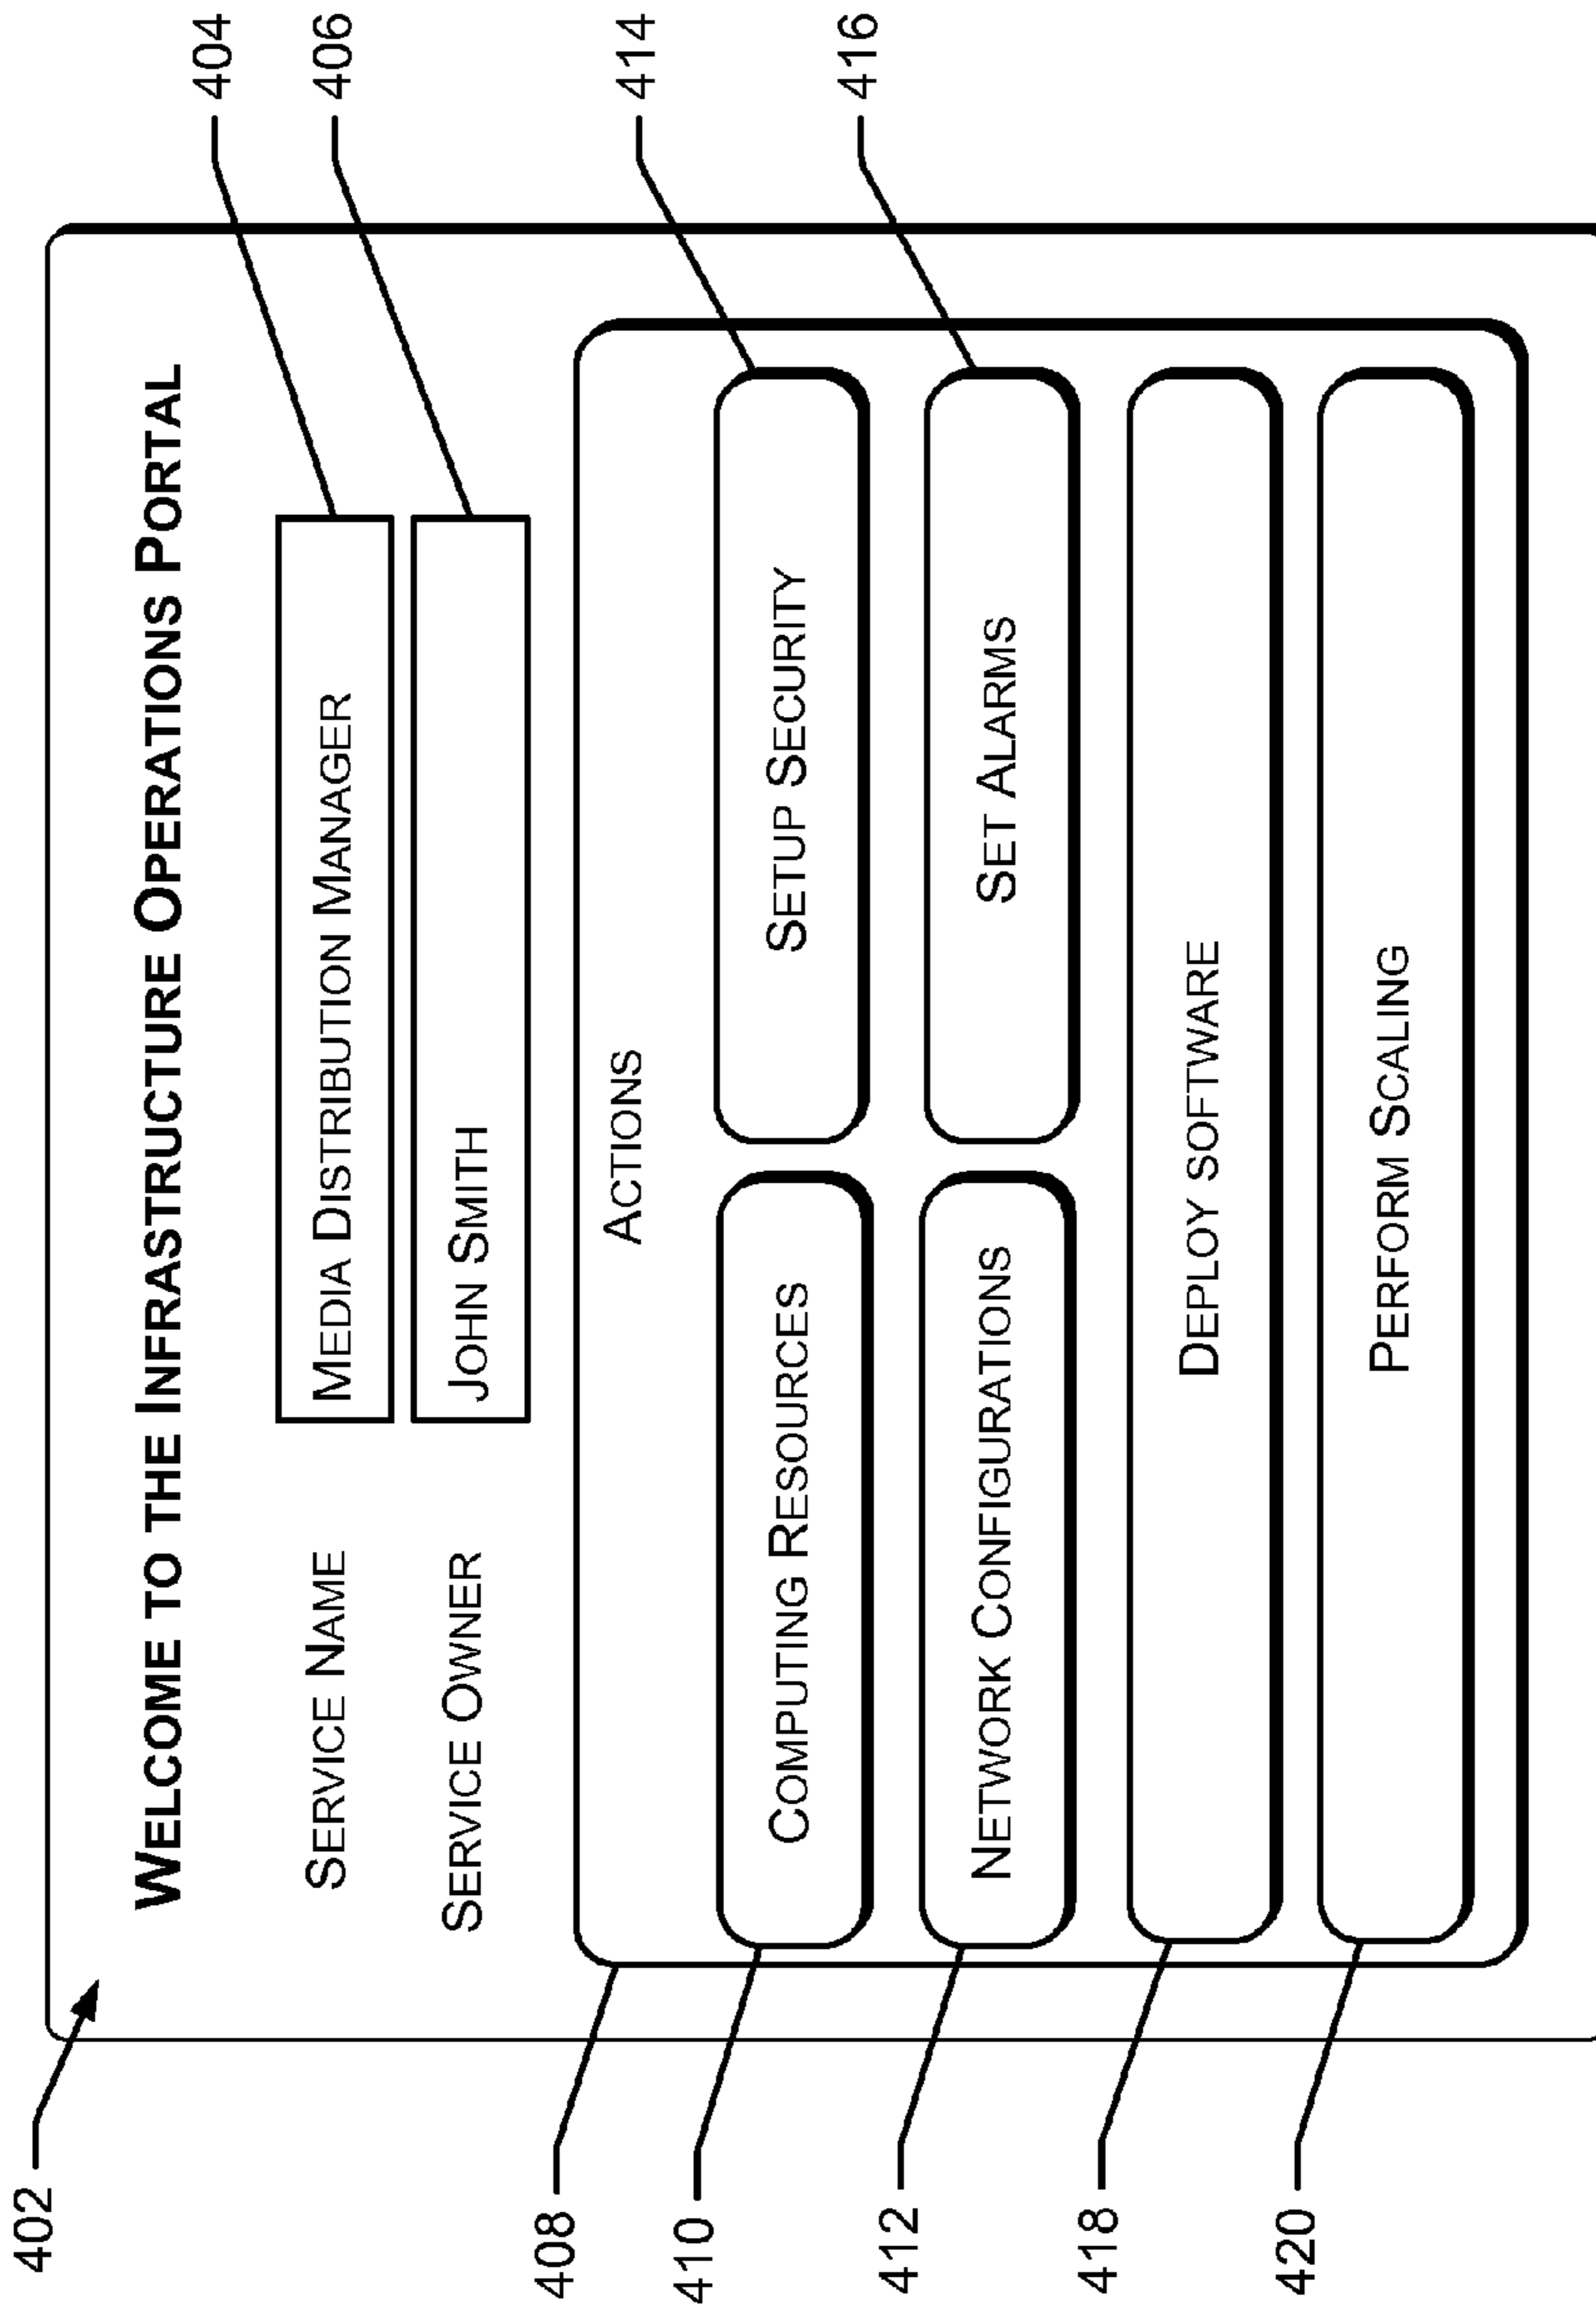 402
WELCOME TO THE INFRASTRUCTURE OPERATIONS PORTAL
SERVICE NAME
MEDIA DISTRIBUTION MANAGER
404
SERVICE OWNER
JOHN SMITH
406
408
ACTIONS
410
COMPUTING RESOURCES
SETUP SECURITY
414
412
NETWORK CONFIGURATIONS
SET ALARMS
416
418
DEPLOY SOFTWARE
420
PERFORM SCALING